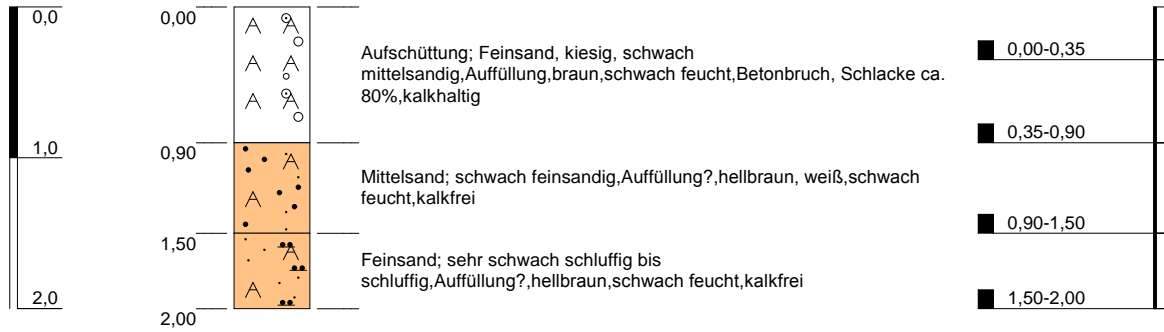 0,0
0,00
Aufschüttung; Feinsand, kiesig, schwach
mittelsandig,Auffüllung,braun,schwach feucht,Betonbruch, Schlacke ca.
80%,kalkhaltig
0,00-0,35
0,35-0,90
1,0
0,90
Mittelsand; schwach feinsandig,Auffüllung?,hellbraun, weiß,schwach
feucht,kalkfrei
0,90-1,50
1,50
Feinsand; sehr schwach schluffig bis
schluffig,Auffüllung?,hellbraun,schwach feucht,kalkfrei
1,50-2,00
2,0
2,00